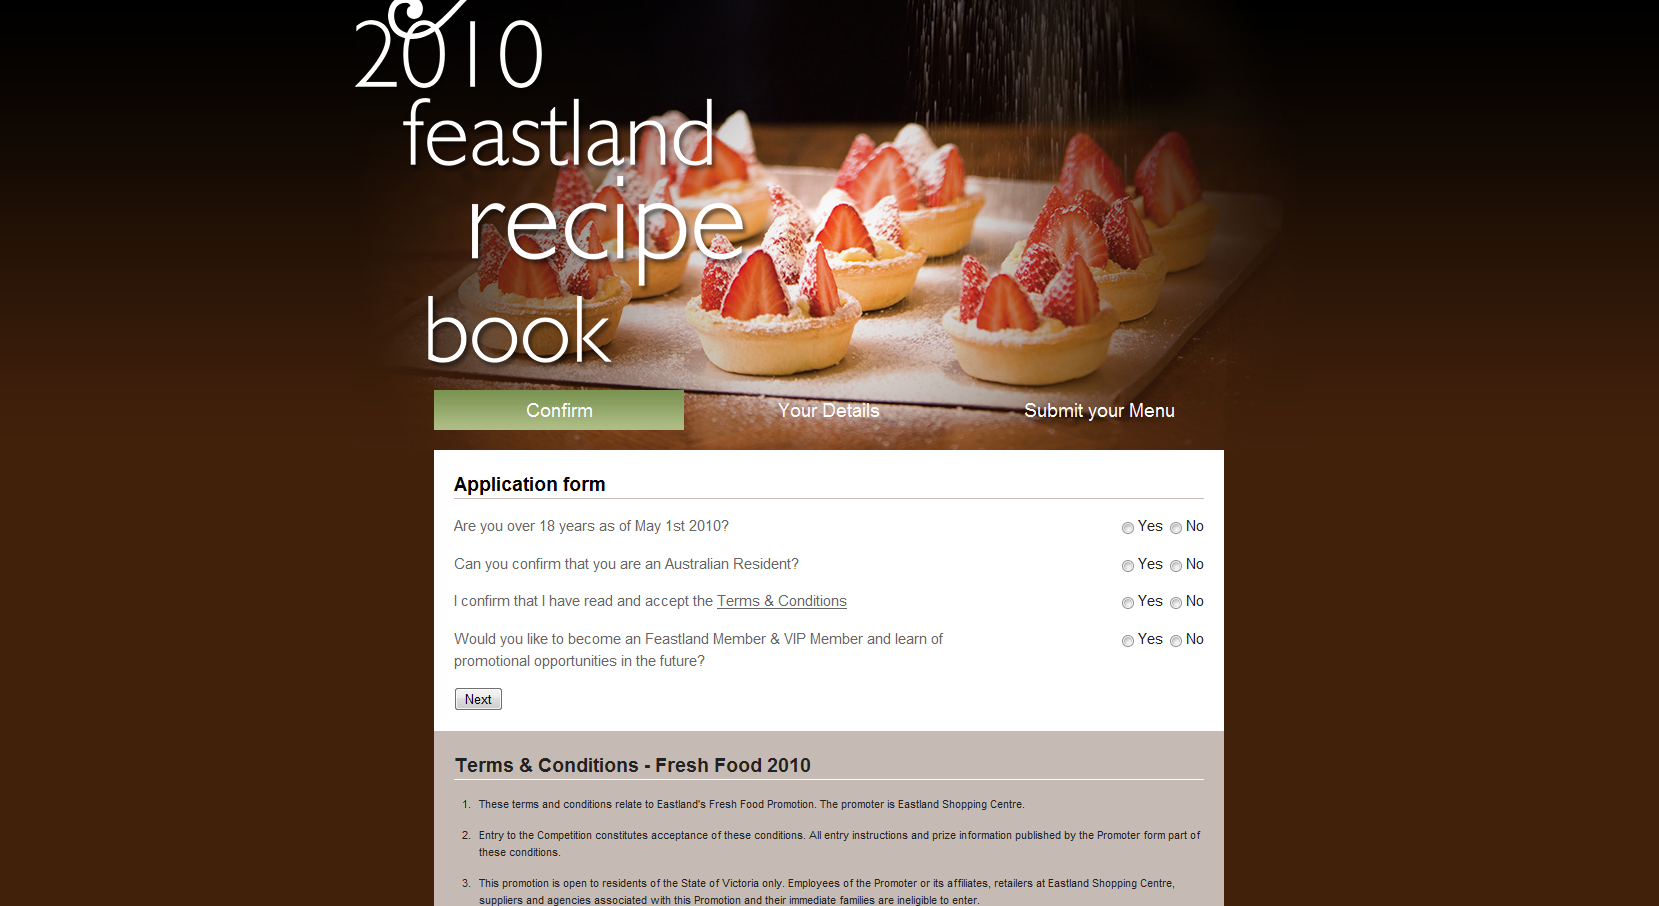 &
2010
feastland
recipe
book
Confirm
Your Details
Submit your Menu
Application form
Are you over 18 years as of May 1st 2010?
Yes No
Can you confirm that you are an Australian Resident?
Yes No
I confirm that I have read and accept the Terms & Conditions
Yes No
Would you like to become an Feastland Member & VIP Member and learn of
promotional opportunities in the future?
Yes No
Next
Terms & Conditions - Fresh Food 2010
1. These terms and conditions relate to Eastland's Fresh Food Promotion. The promoter is Eastland Shopping Centre.
2. Entry to the Competition constitutes acceptance of these conditions. All entry instructions and prize information published by the Promoter form part of
these conditions.
3. This promotion is open to residents of the State of Victoria only. Employees of the Promoter or its affiliates, retailers at Eastland Shopping Centre,
suppliers and agencies associated with this Promotion and their immediate families are ineligible to enter.